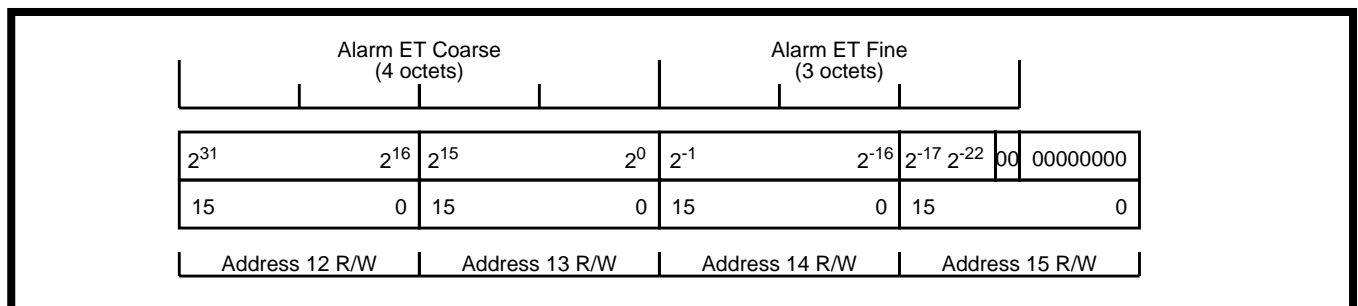 Alarm ET Coarse Alarm ET Fine
(4 octets) (3 octets)
2^31 2^16 2^15 2^0 2^-1 2^-16 2^-17 2^-22 00 00000000
15 0 15 0 15 0 15 0
Address 12 R/W Address 13 R/W Address 14 R/W Address 15 R/W